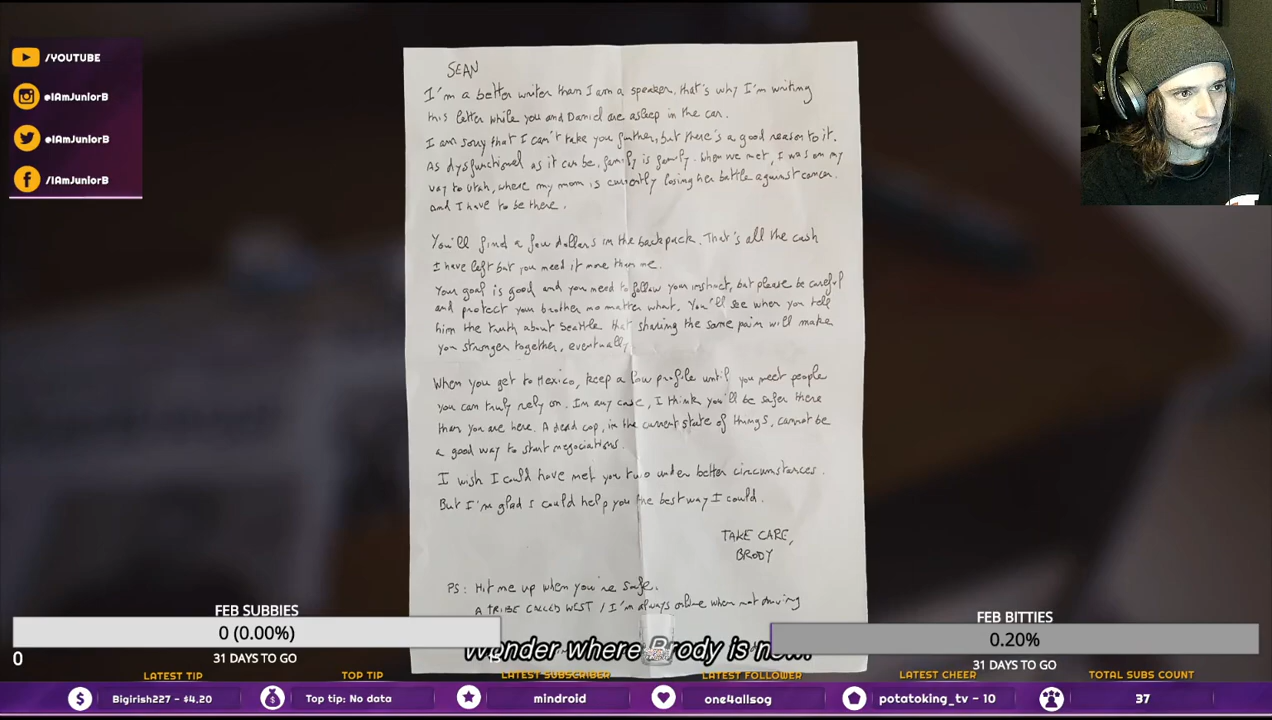 /YOUTUBE
@IAmJuniorB
@IAmJuniorB
/IAmJuniorB
SEAN
I'm a better writer than I am a speaker, that's why I'm writing
this letter while you and Daniel are asleep in the car.
I am sorry that I can't take you further, but there's a good reason to it.
As dysfunctional as it can be, family is family. When we met, I was on my
way to Utah, where my mom is currently losing her battle against cancer.
and I have to be there.
You'll find a few dollars in the backpack. That's all the cash
I have left but you need it more than me.
Your goal is good and you need to follow your instinct, but please be careful
and protect your brother no matter what. You'll see when you tell
him the truth about Seattle that sharing the same pain will make
you stronger together, eventually.
When you get to Mexico, keep a low profile until you meet people
you can truly rely on. In any case, I think you'll be safer there
than you are here. A dead cop, in the current state of things, cannot be
a good way to start negociations.
I wish I could have met you two under better circumstances.
But I'm glad I could help you the best way I could.
TAKE CARE,
BRODY
PS: Hit me up when you're safe.
A TRIBE CALLED WEST / I'm always online when not driving
Wonder where Brody is now.
FEB SUBBIES
0 (0.00%)
0
31 DAYS TO GO
FEB BITTIES
0.20%
31 DAYS TO GO
LATEST TIP
Bigirish227 - $4.20
TOP TIP
Top tip: No data
LATEST SUBSCRIBER
mindroid
LATEST FOLLOWER
one4allsog
LATEST CHEER
potatoking_tv - 10
TOTAL SUBS COUNT
37